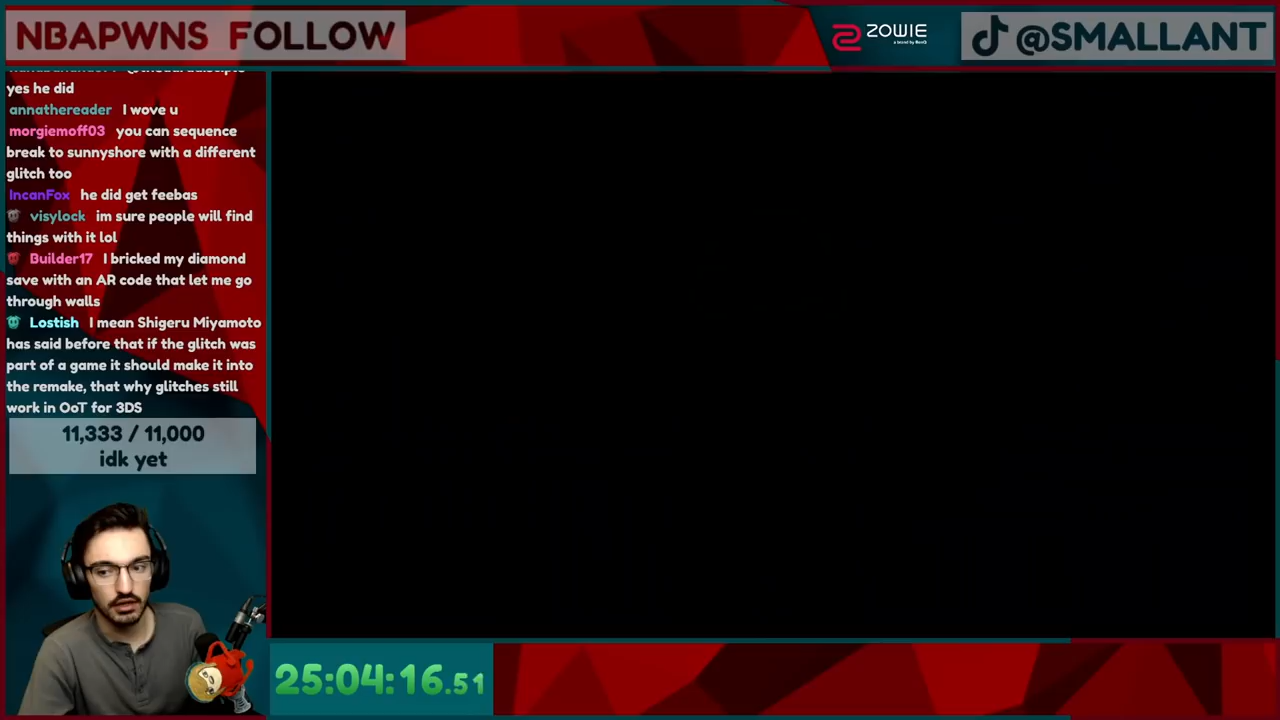 NBAPWNS FOLLOW
ZOWIE
a brand by BenQ
@SMALLANT
yes he did
annathereader I wove u
morgiemoff03 you can sequence
break to sunnyshore with a different
glitch too
IncanFox he did get feebas
visylock im sure people will find
things with it lol
Builder17 I bricked my diamond
save with an AR code that let me go
through walls
Lostish I mean Shigeru Miyamoto
has said before that if the glitch was
part of a game it should make it into
the remake, that why glitches still
work in OoT for 3DS
11,333 / 11,000
idk yet
25:04:16.51